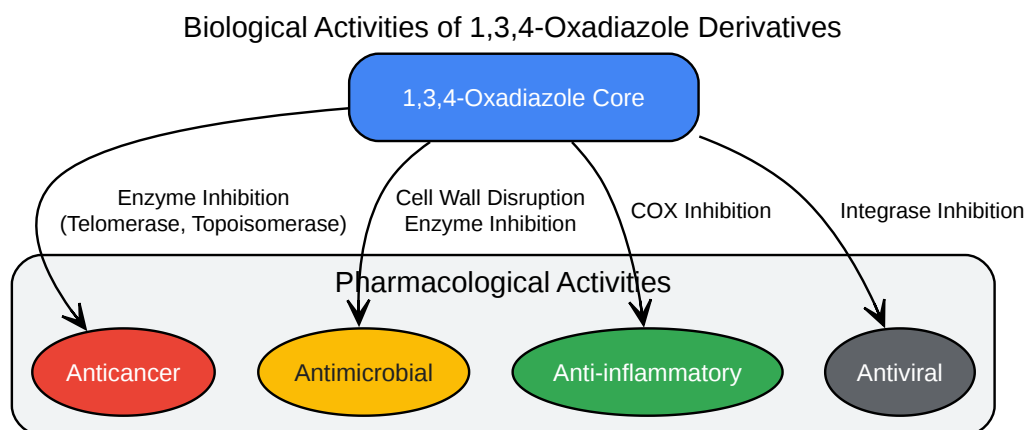 Biological Activities of 1,3,4-Oxadiazole Derivatives
1,3,4-Oxadiazole Core
Enzyme Inhibition
(Telomerase, Topoisomerase)
Cell Wall Disruption
Enzyme Inhibition
COX Inhibition
Integrase Inhibition
Pharmacological Activities
Anticancer
Antimicrobial
Anti-inflammatory
Antiviral